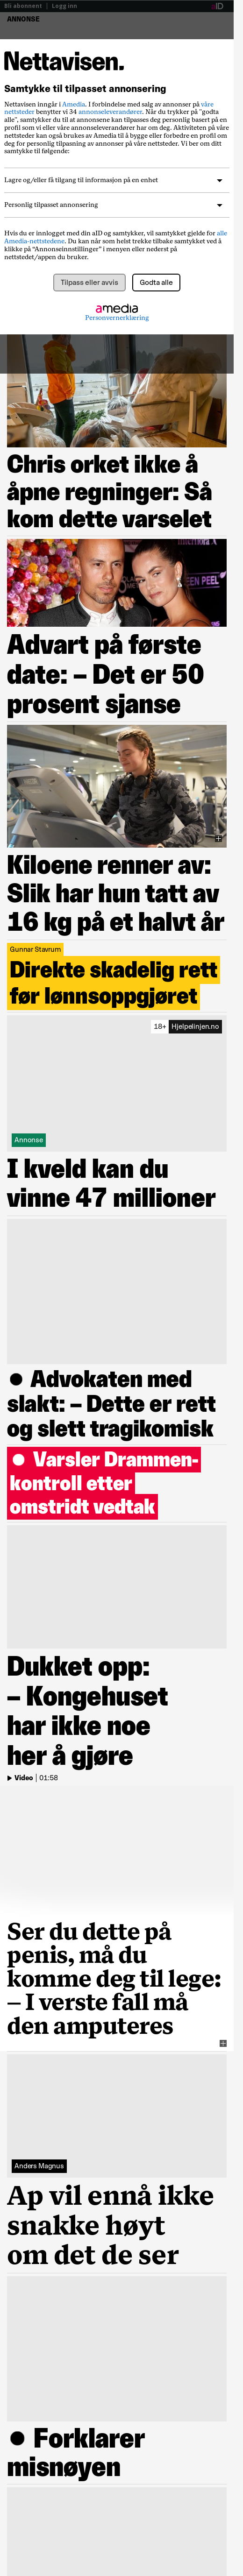 Bli abonnent | Logg inn
aID
ANNONSE
Nettavisen.
Samtykke til tilpasset annonsering
Nettavisen inngår i Amedia. I forbindelse med salg av annonser på våre
nettsteder benytter vi 34 annonseleverandører. Når du trykker på "godta
alle", samtykker du til at annonsene kan tilpasses deg personlig basert på en
profil som vi eller våre annonseleverandører har om deg. Aktiviteten på våre
nettsteder kan også brukes av Amedia til å bygge eller forbedre en profil om
deg for personlig tilpasning av annonser på våre nettsteder. Vi ber om ditt
samtykke til følgende:
Lagre og/eller få tilgang til informasjon på en enhet
Personlig tilpasset annonsering
Hvis du er innlogget med din aID og samtykker, vil samtykket gjelde for alle
Amedia-nettstedene. Du kan når som helst trekke tilbake samtykket ved å
klikke på “Annonseinnstillinger” i menyen eller nederst på
nettstedet/appen du bruker.
Tilpass eller avvis
Godta alle
amedia
Personvernerklæring
Chris orket ikke å
åpne regninger: Så
kom dette varselet
Advart på første
date: – Det er 50
prosent sjanse
Kiloene renner av:
Slik har hun tatt av
16 kg på et halvt år
Gunnar Stavrum
Direkte skadelig rett
før lønnsoppgjøret
18+ Hjelpelinjen.no
Annonse
I kveld kan du
vinne 47 millioner
● Advokaten med
slakt: – Dette er rett
og slett tragikomisk
● Varsler Drammen-
kontroll etter
omstridt vedtak
Dukket opp:
– Kongehuset
har ikke noe
her å gjøre
Video | 01:58
Ser du dette på
penis, må du
komme deg til lege:
– I verste fall må
den amputeres
Anders Magnus
Ap vil ennå ikke
snakke høyt
om det de ser
● Forklarer
misnøyen